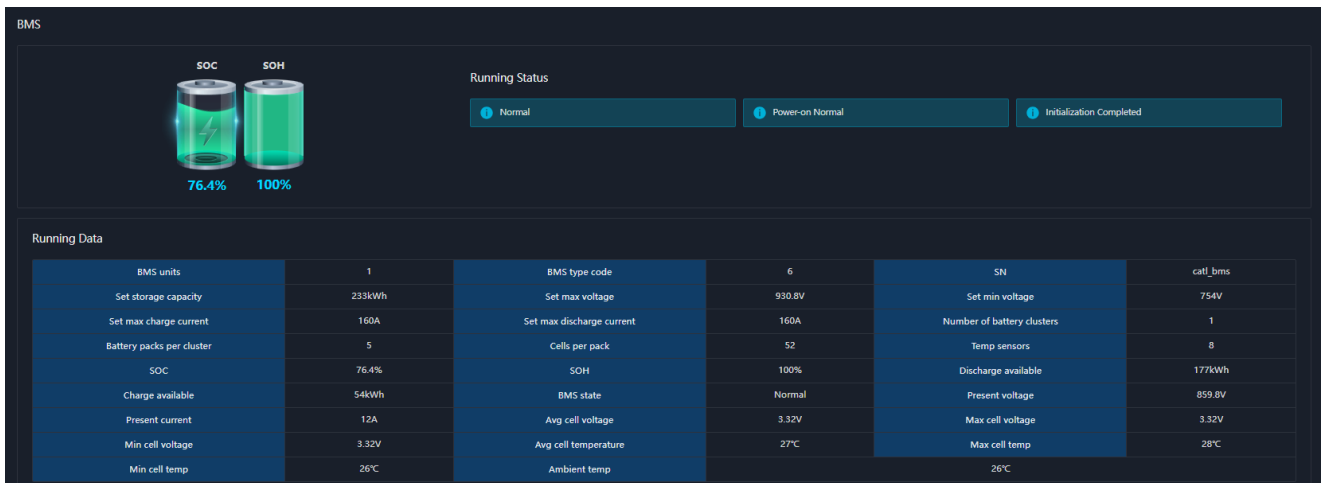 BMS
SOC SOH
76.4% 100%
Running Status
Normal Power-on Normal Initialization Completed
Running Data
BMS units 1 BMS type code 6 SN catl_bms
Set storage capacity 233kWh Set max voltage 930.8V Set min voltage 754V
Set max charge current 160A Set max discharge current 160A Number of battery clusters 1
Battery packs per cluster 5 Cells per pack 52 Temp sensors 8
SOC 76.4% SOH 100% Discharge available 177kWh
Charge available 54kWh BMS state Normal Present voltage 859.8V
Present current 12A Avg cell voltage 3.32V Max cell voltage 3.32V
Min cell voltage 3.32V Avg cell temperature 27℃ Max cell temp 28℃
Min cell temp 26℃ Ambient temp 26℃